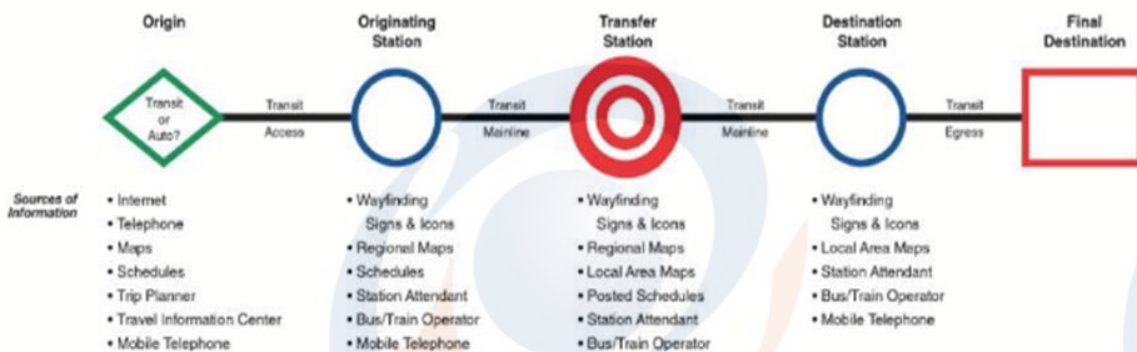 Origin
Originating
Station
Transfer
Station
Destination
Station
Final
Destination
Transit
or
Auto?
Transit
Access
Transit
Mainline
Transit
Mainline
Transit
Egress
Sources of
Information
• Internet
• Telephone
• Maps
• Schedules
• Trip Planner
• Travel Information Center
• Mobile Telephone
• Wayfinding
Signs & Icons
• Regional Maps
• Schedules
• Station Attendant
• Bus/Train Operator
• Mobile Telephone
• Wayfinding
Signs & Icons
• Regional Maps
• Local Area Maps
• Posted Schedules
• Station Attendant
• Bus/Train Operator
• Wayfinding
Signs & Icons
• Local Area Maps
• Station Attendant
• Bus/Train Operator
• Mobile Telephone